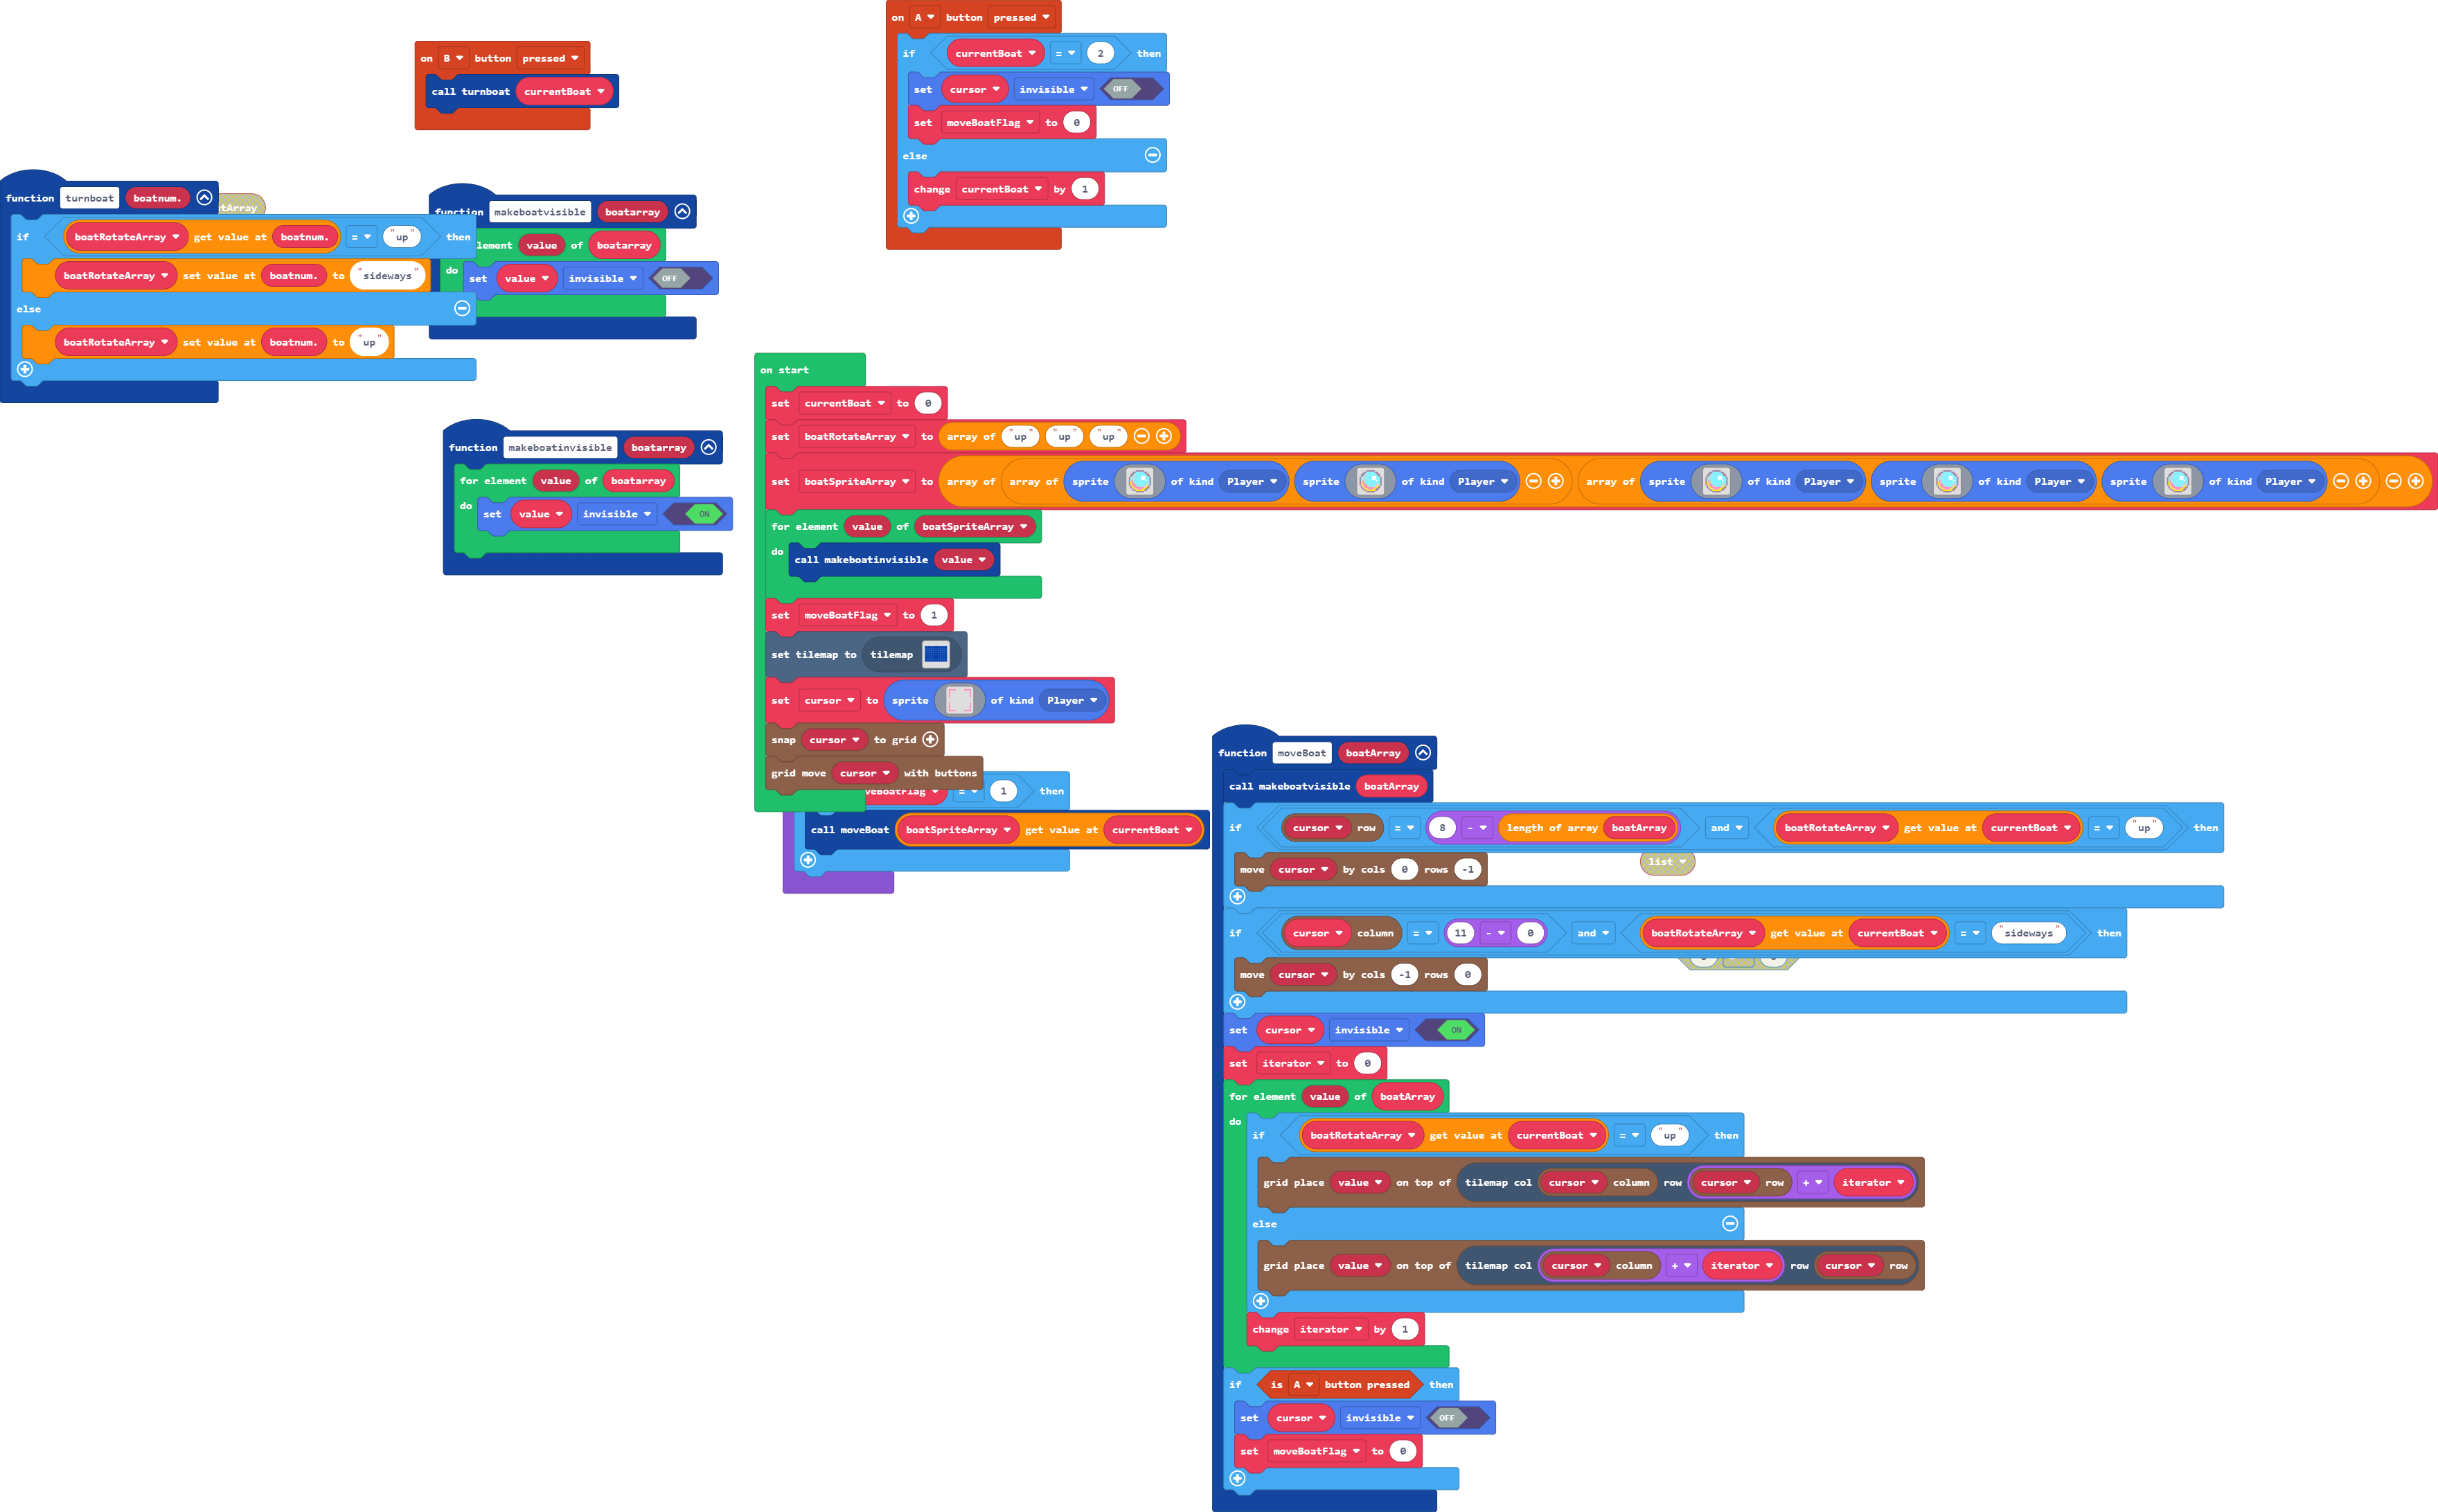 on A button pressed
if currentBoat = 2 then
set cursor invisible OFF
set moveBoatFlag to 0
else
change currentBoat by 1
on B button pressed
call turnboat currentBoat
function turnboat boatnum.
if boatRotateArray get value at boatnum. = "up" then
boatRotateArray set value at boatnum. to "sideways"
else
boatRotateArray set value at boatnum. to "up"
function makeboatvisible boatarray
value of boatarray
do set value invisible OFF
function makeboatinvisible boatarray
for element value of boatarray
do set value invisible ON
on start
set currentBoat to 0
set boatRotateArray to array of "up" "up" "up"
set boatSpriteArray to array of array of sprite of kind Player sprite of kind Player array of sprite of kind Player sprite of kind Player sprite of kind Player
for element value of boatSpriteArray
do call makeboatinvisible value
set moveBoatFlag to 1
set tilemap to tilemap
set cursor to sprite of kind Player
snap cursor to grid
grid move cursor with buttons
= 1 then
call moveBoat boatSpriteArray get value at currentBoat
function moveBoat boatArray
call makeboatvisible boatArray
if cursor row = 8 - length of array boatArray and boatRotateArray get value at currentBoat = "up" then
list
move cursor by cols 0 rows -1
if cursor column = 11 - 0 and boatRotateArray get value at currentBoat = "sideways" then
move cursor by cols -1 rows 0
set cursor invisible ON
set iterator to 0
for element value of boatArray
do if boatRotateArray get value at currentBoat = "up" then
grid place value on top of tilemap col cursor column row cursor row + iterator
else
grid place value on top of tilemap col cursor column + iterator row cursor row
change iterator by 1
if is A button pressed then
set cursor invisible OFF
set moveBoatFlag to 0